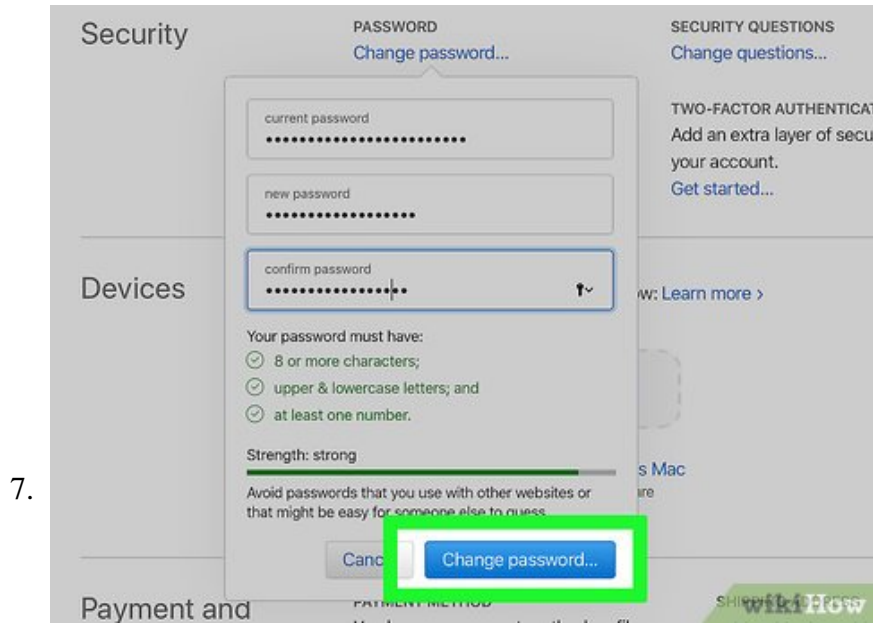 Security
PASSWORD
Change password...
SECURITY QUESTIONS
Change questions...
TWO-FACTOR AUTHENTICAT
Add an extra layer of secu
your account.
Get started...
current password
new password
confirm password
Your password must have:
8 or more characters;
upper & lowercase letters; and
at least one number.
Strength: strong
Avoid passwords that you use with other websites or
that might be easy for someone else to guess
Canc
Change password...
Devices
w: Learn more >
s Mac
7.
Payment and
PAYMENT METHOD
wikiHow